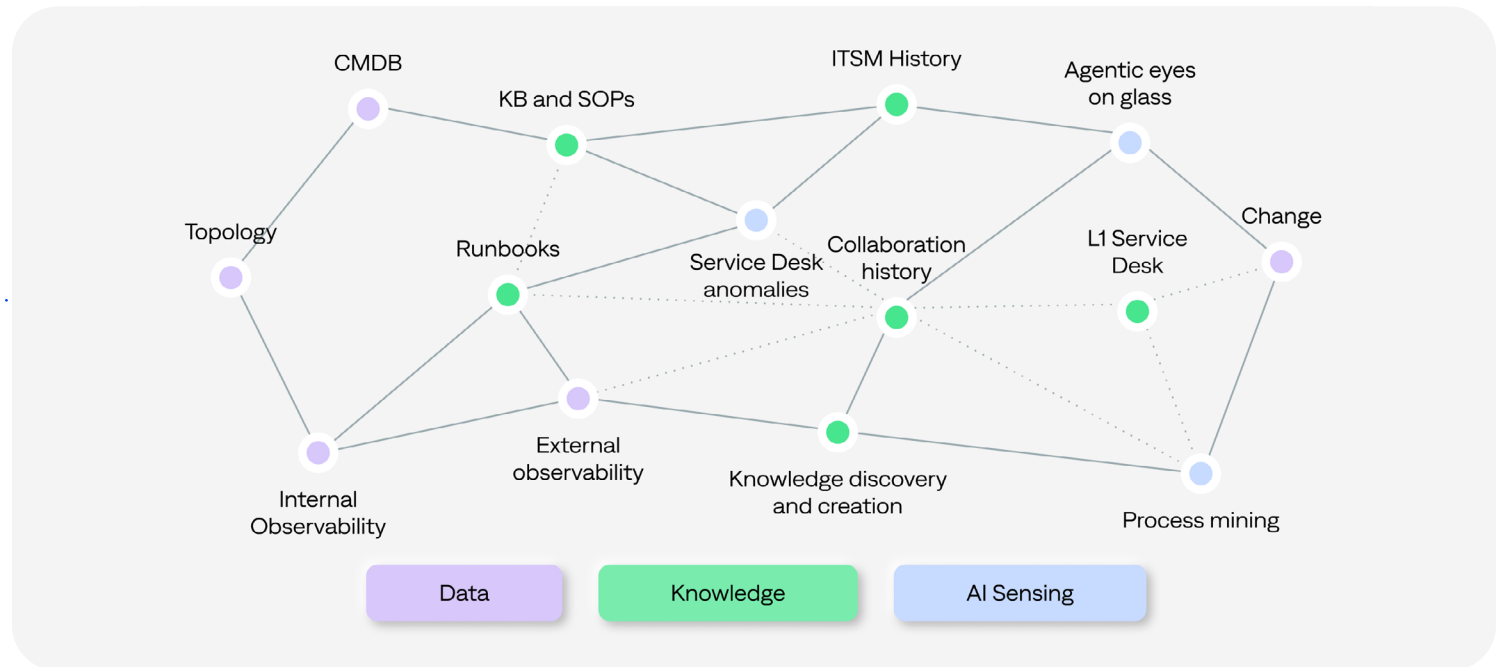 CMDB
KB and SOPs
ITSM History
Agentic eyes
on glass
Topology
Runbooks
Service Desk
anomalies
Collaboration
history
L1 Service
Desk
Change
Internal
Observability
External
observability
Knowledge discovery
and creation
Process mining
Data
Knowledge
AI Sensing